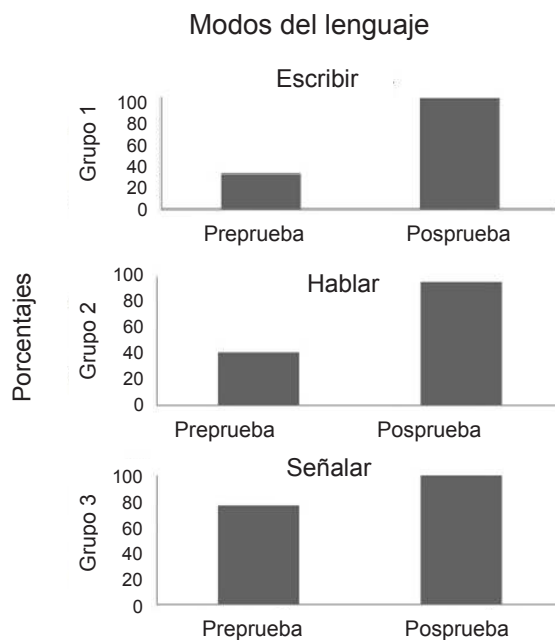 Modos del lenguaje
Porcentajes
Escribir
Grupo 1
100
80
60
40
20
0
Preprueba Posprueba
Hablar
Grupo 2
100
80
60
40
20
0
Preprueba Posprueba
Señalar
Grupo 3
100
80
60
40
20
0
Preprueba Posprueba